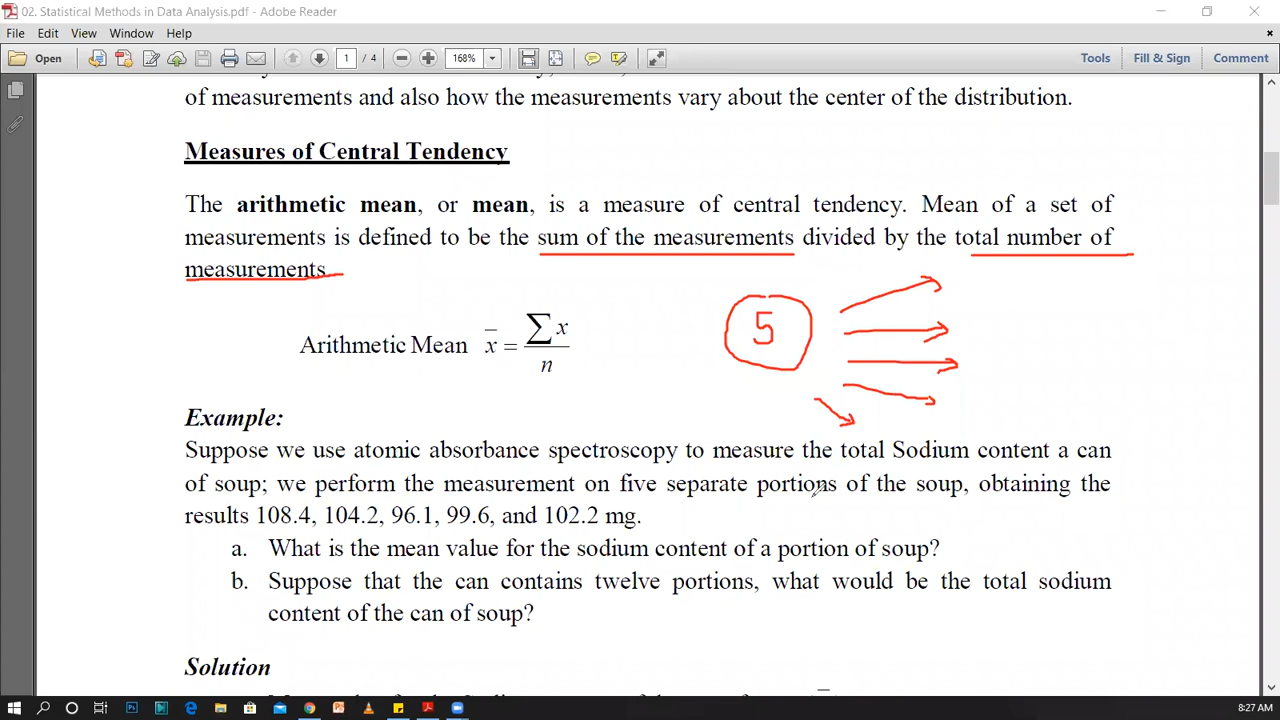 02. Statistical Methods in Data Analysis.pdf - Adobe Reader
File Edit View Window Help
Open 1 / 4 168% Tools Fill & Sign Comment
of measurements and also how the measurements vary about the center of the distribution.
Measures of Central Tendency
The arithmetic mean, or mean, is a measure of central tendency. Mean of a set of
measurements is defined to be the sum of the measurements divided by the total number of
measurements
Arithmetic Mean x̄ = ∑x / n
5
Example:
Suppose we use atomic absorbance spectroscopy to measure the total Sodium content a can
of soup; we perform the measurement on five separate portions of the soup, obtaining the
results 108.4, 104.2, 96.1, 99.6, and 102.2 mg.
a. What is the mean value for the sodium content of a portion of soup?
b. Suppose that the can contains twelve portions, what would be the total sodium
content of the can of soup?
Solution
8:27 AM